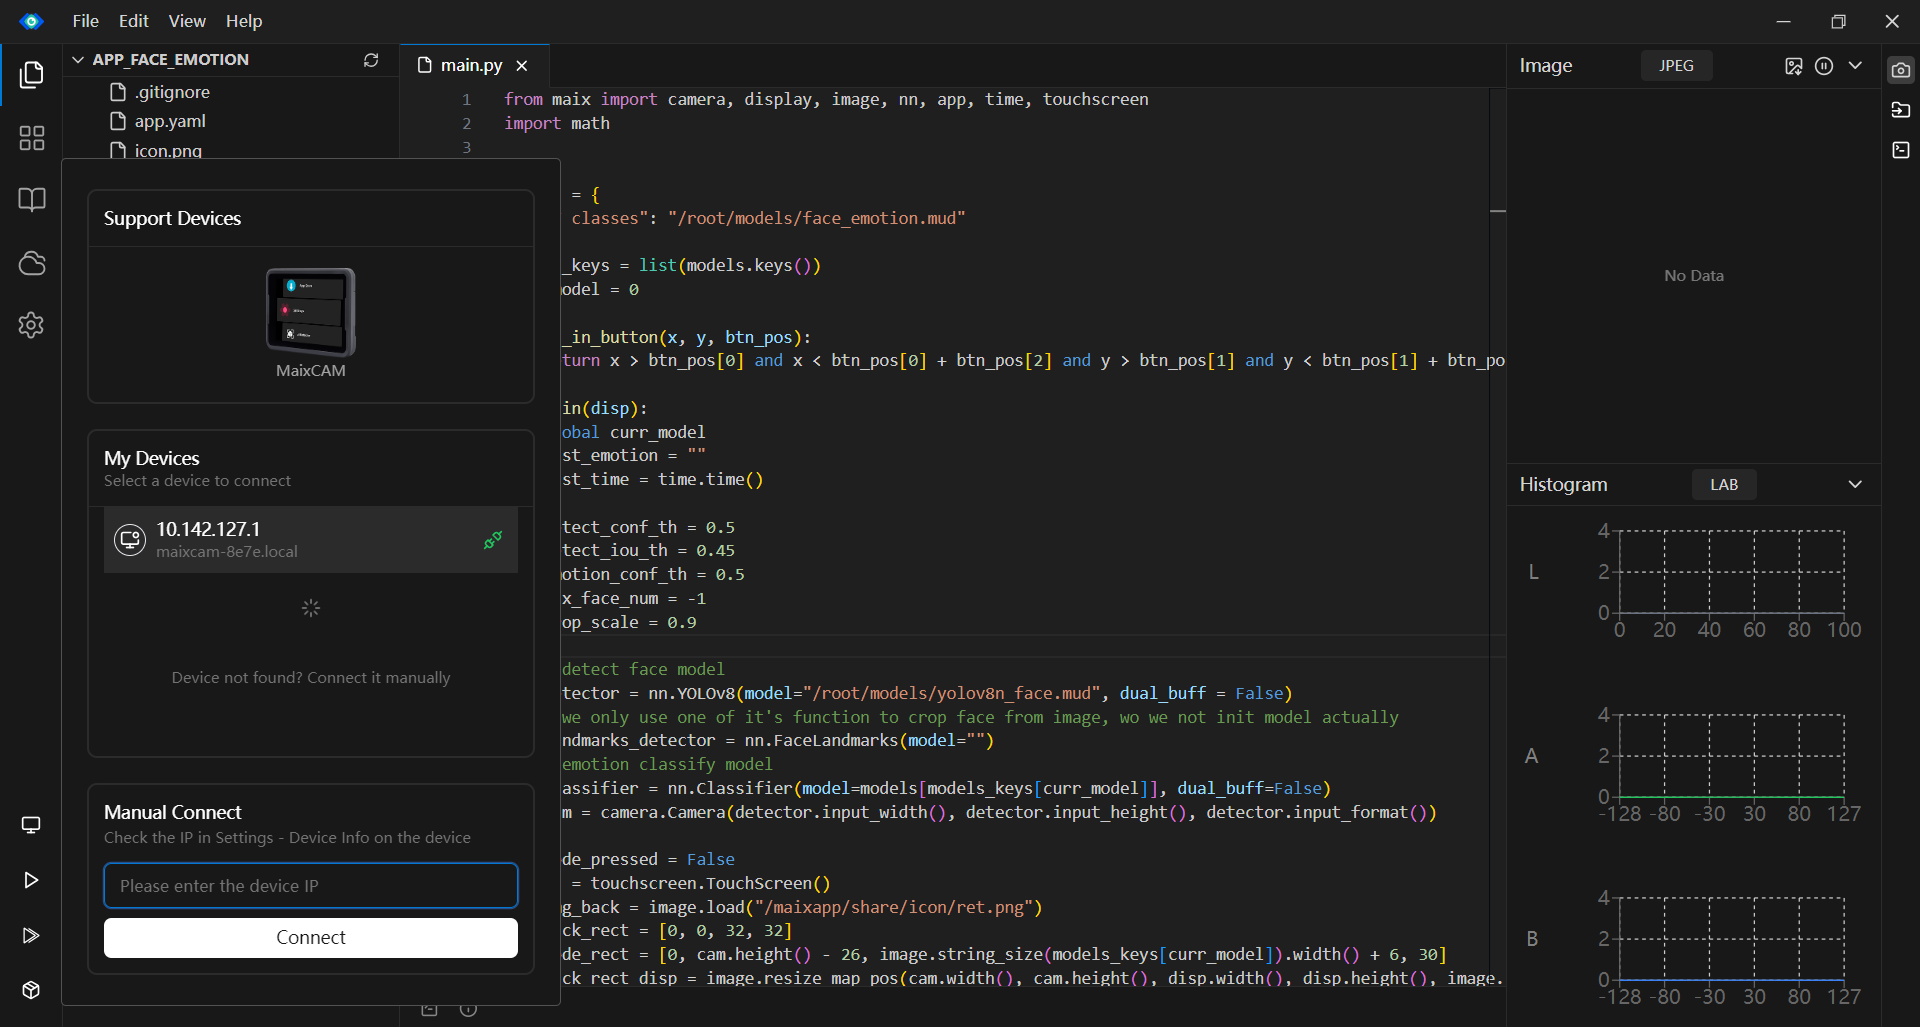 File Edit View Help
APP_FACE_EMOTION
.gitignore
app.yaml
icon.png
Support Devices
MaixCAM
My Devices
Select a device to connect
10.142.127.1
maixcam-8e7e.local
Device not found? Connect it manually
Manual Connect
Check the IP in Settings - Device Info on the device
Please enter the device IP
Connect
main.py
1 from maix import camera, display, image, nn, app, time, touchscreen
2 import math
3
= {
classes": "/root/models/face_emotion.mud"
_keys = list(models.keys())
odel = 0
_in_button(x, y, btn_pos):
turn x > btn_pos[0] and x < btn_pos[0] + btn_pos[2] and y > btn_pos[1] and y < btn_pos[1] + btn_po
in(disp):
obal curr_model
st_emotion = ""
st_time = time.time()
tect_conf_th = 0.5
tect_iou_th = 0.45
otion_conf_th = 0.5
x_face_num = -1
op_scale = 0.9
detect face model
tector = nn.YOLOv8(model="/root/models/yolov8n_face.mud", dual_buff = False)
we only use one of it's function to crop face from image, wo we not init model actually
ndmarks_detector = nn.FaceLandmarks(model="")
emotion classify model
assifier = nn.Classifier(model=models[models_keys[curr_model]], dual_buff=False)
m = camera.Camera(detector.input_width(), detector.input_height(), detector.input_format())
de_pressed = False
= touchscreen.TouchScreen()
g_back = image.load("/maixapp/share/icon/ret.png")
ck_rect = [0, 0, 32, 32]
de_rect = [0, cam.height() - 26, image.string_size(models_keys[curr_model]).width() + 6, 30]
ck_rect_disp = image.resize_map_pos(cam.width(), cam.height(), disp.width(), disp.height(), image.
Image JPEG
No Data
Histogram LAB
L
4
2
0
0 20 40 60 80 100
A
4
2
0
-128 -80 -30 30 80 127
B
4
2
0
-128 -80 -30 30 80 127